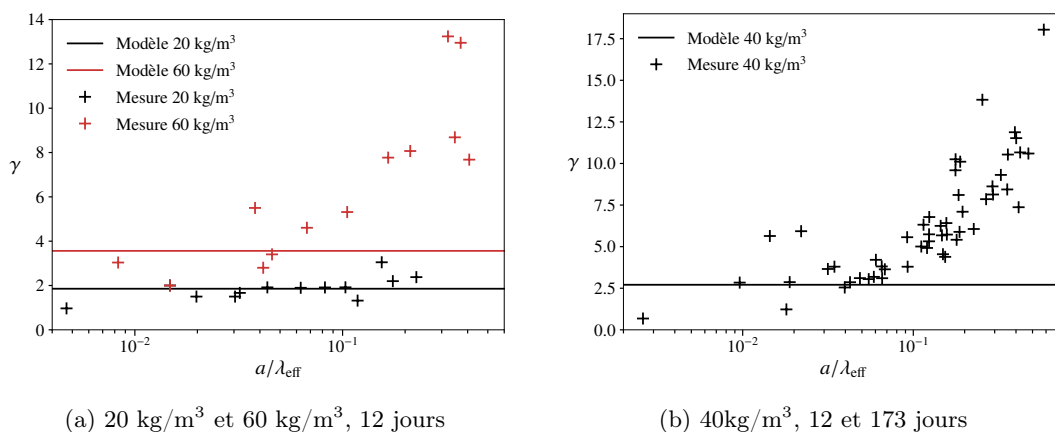 14
12
10
8
6
4
2
0
γ
Modèle 20 kg/m³
Modèle 60 kg/m³
Mesure 20 kg/m³
Mesure 60 kg/m³
10⁻²
10⁻¹
a/λeff
(a) 20 kg/m³ et 60 kg/m³, 12 jours
17.5
15.0
12.5
10.0
7.5
5.0
2.5
0.0
γ
Modèle 40 kg/m³
Mesure 40 kg/m³
10⁻²
10⁻¹
a/λeff
(b) 40kg/m³, 12 et 173 jours